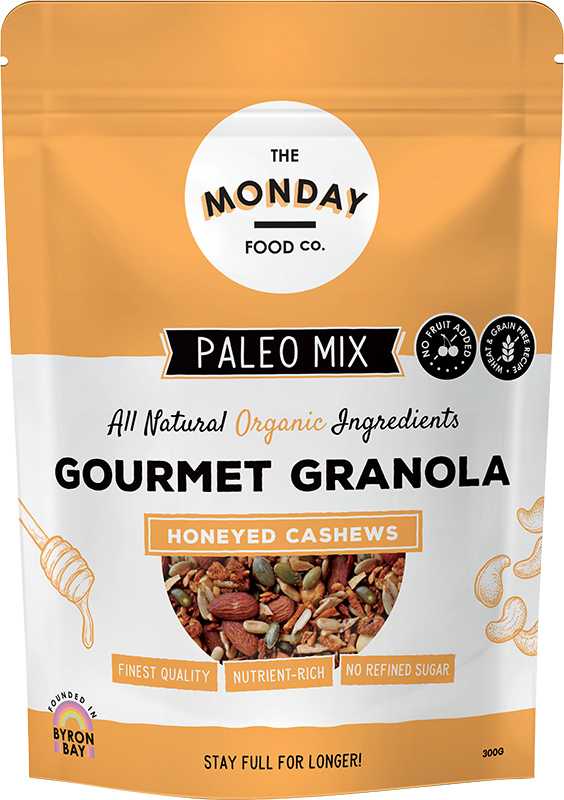 THE
MONDAY
FOOD CO.
PALEO MIX
NO FRUIT ADDED
WHEAT & GRAIN FREE RECIPE
All Natural Organic Ingredients
GOURMET GRANOLA
HONEYED CASHEWS
FINEST QUALITY
NUTRIENT-RICH
NO REFINED SUGAR
FOUNDED IN
BYRON
BAY
STAY FULL FOR LONGER!
300G